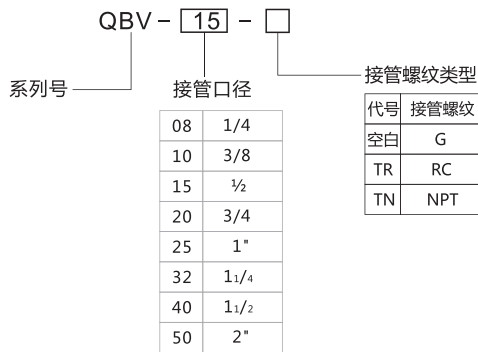 QBV - 15 -
系列号
接管口径
08 1/4
10 3/8
15 ½
20 3/4
25 1"
32 11/4
40 11/2
50 2"
接管螺纹类型
代号 接管螺纹
空白 G
TR RC
TN NPT